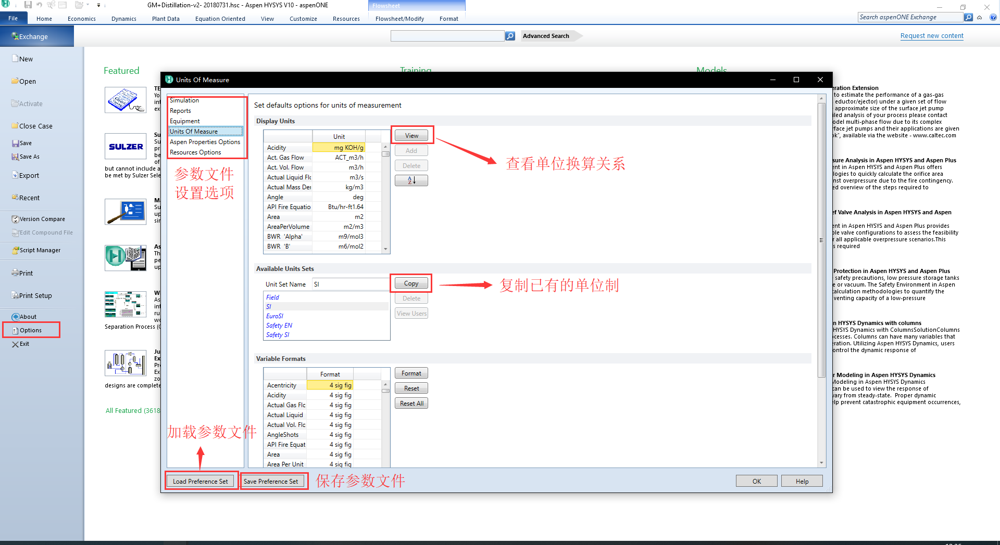 GM+Distillation-v2- 20180731.hsc - Aspen HYSYS V10 - aspenONE
Flowsheet
File Home Economics Dynamics Plant Data Equation Oriented View Customize Resources Flowsheet/Modify Format
Search aspenONE Exchange
Exchange
Advanced Search
Request new content
New
Open
Activate
Close Case
Save
Save As
Export
Recent
Version Compare
Edit Compound File
Script Manager
Print
Print Setup
About
Options
Exit
Featured
Training
Models
SULZER
but cannot include a
be met by Sulzer Sele
Separation Process (
designs are complete
All Featured (3618
Units Of Measure
Simulation
Reports
Equipment
Units Of Measure
Aspen Properties Options
Resources Options
参数文件
设置选项
Set defaults options for units of measurement
Display Units
Unit
Acidity mg KOH/g
Act. Gas Flow ACT_m3/h
Act. Vol. Flow m3/h
Actual Liquid Flo m3/s
Actual Mass Der kg/m3
Angle deg
API Fire Equatio Btu/hr-ft1.64
Area m2
AreaPerVolume m2/m3
BWR 'Alpha' m9/mol3
BWR 'B' m6/mol2
View
Add
Delete
A
Z
查看单位换算关系
Available Units Sets
Unit Set Name SI
Field
SI
EuroSI
Safety EN
Safety SI
Copy
Delete
View Users
复制已有的单位制
Variable Formats
Format
Acentricity 4 sig fig
Acidity 4 sig fig
Actual Gas Flc 4 sig fig
Actual Liquid 4 sig fig
Actual Vol. Flc 4 sig fig
AngleShots 4 sig fig
API Fire Equat 4 sig fig
Area 4 sig fig
Area Per Unit 4 sig fig
Format
Reset
Reset All
加载参数文件
Load Preference Set
Save Preference Set
保存参数文件
OK
Help
eration Extension
to estimate the performance of a gas-gas
eductor/ejector) under a given set of flow
approximate size of the surface jet pump
iled analysis of your process please contact
odel multi-phase flow due to its complex
rface jet pumps and their applications are given
ok", available via the website - www.caltec.com
sure Analysis in Aspen HYSYS and Aspen Plus
ent in Aspen HYSYS and Aspen Plus offers
logies to quickly calculate the orifice area
nst overpressure due to the fire contingency.
ed overview of the steps required to
ef Valve Analysis in Aspen HYSYS and Aspen
ent in Aspen HYSYS and Aspen Plus provides
ple valve configurations to assess the feasibility
r all applicable overpressure scenarios.This
s required
Protection in Aspen HYSYS and Aspen Plus
safety precautions, low pressure storage tanks
e or vacuum. The Safety Environment in Aspen
calculation methodologies to quantify the
venting capacity of a low-pressure
n HYSYS Dynamics with columns
HYSYS Dynamics with ColumnsSolutionColumns
ocesses. Columns can have many variables that
eration. Utilizing Aspen HYSYS Dynamics, users
ontrol the dynamic response of
r Modeling in Aspen HYSYS Dynamics
Modeling in Aspen HYSYS Dynamics
can be used to view the response of
vary from steady-state. Proper dynamic
elp prevent catastrophic equipment occurrences,